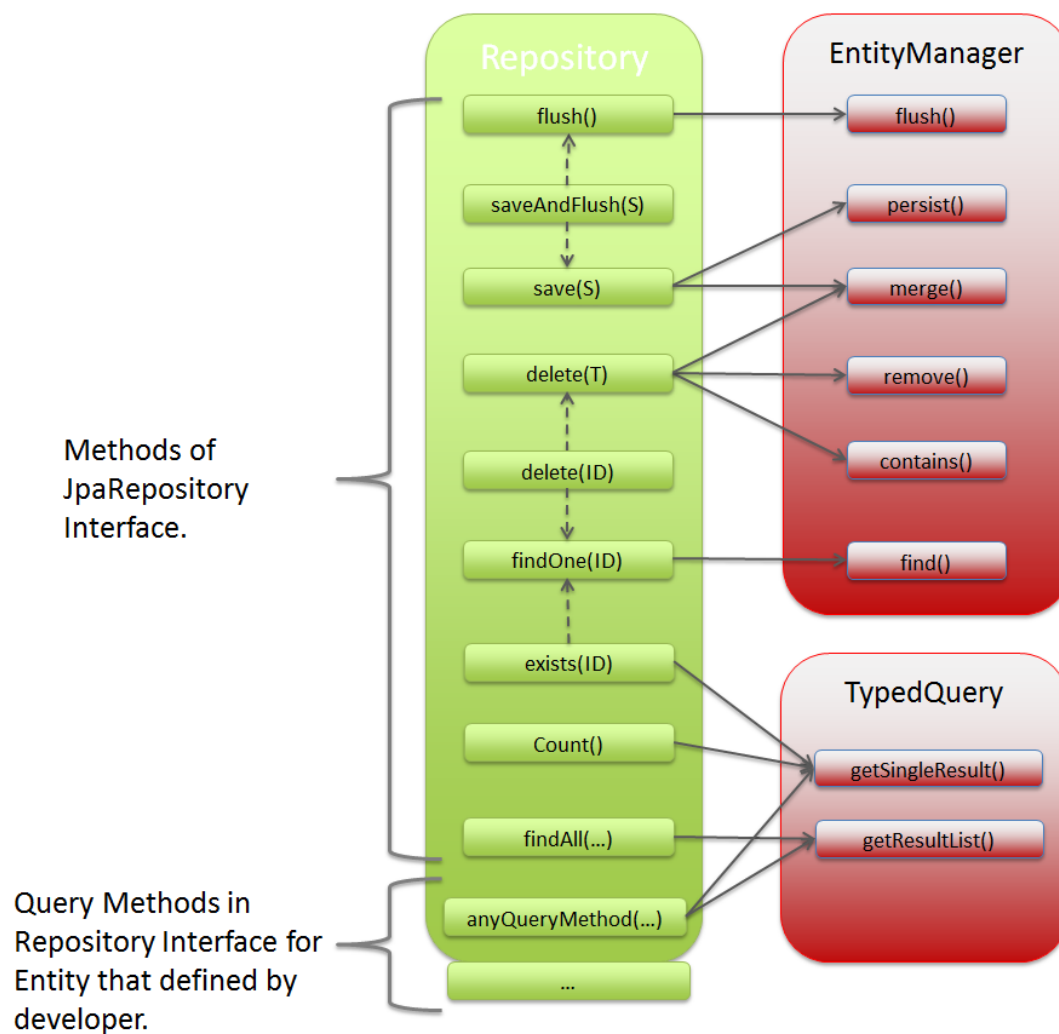 Repository
flush()
saveAndFlush(S)
save(S)
delete(T)
delete(ID)
findOne(ID)
exists(ID)
Count()
findAll(...)
anyQueryMethod(...)
...
EntityManager
flush()
persist()
merge()
remove()
contains()
find()
TypedQuery
getSingleResult()
getResultList()
Methods of
JpaRepository
Interface.
Query Methods in
Repository Interface for
Entity that defined by
developer.